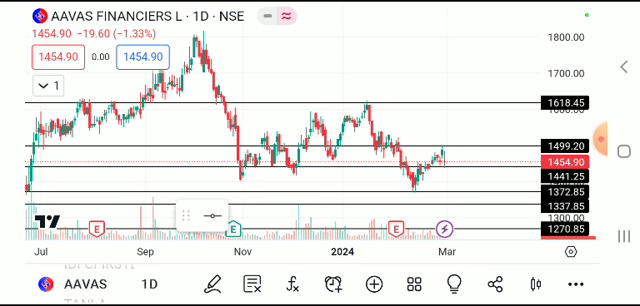 AAVAS FINANCIERS L · 1D · NSE
1454.90 −19.60 (−1.33%)
1454.90 0.00 1454.90
1
1800.00
1700.00
1618.45
1499.20
1454.90
1441.25
1372.85
1337.85
1300.00
1270.85
E E E
Jul Sep Nov 2024 Mar
AAVAS 1D